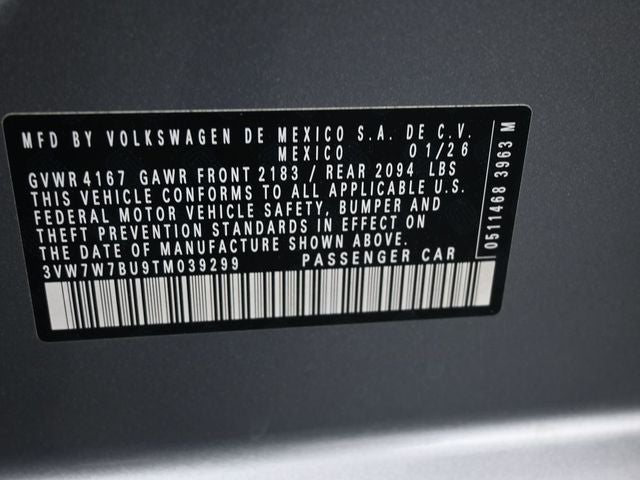 MFD BY VOLKSWAGEN DE MEXICO S.A. DE C.V.
MEXICO 01/26
GVWR 4167 GAWR FRONT 2183 / REAR 2094 LBS
THIS VEHICLE CONFORMS TO ALL APPLICABLE U.S.
FEDERAL MOTOR VEHICLE SAFETY, BUMPER AND
THEFT PREVENTION STANDARDS IN EFFECT ON
THE DATE OF MANUFACTURE SHOWN ABOVE.
3VW7W7BU9TM039299 PASSENGER CAR
0511468 3963 M